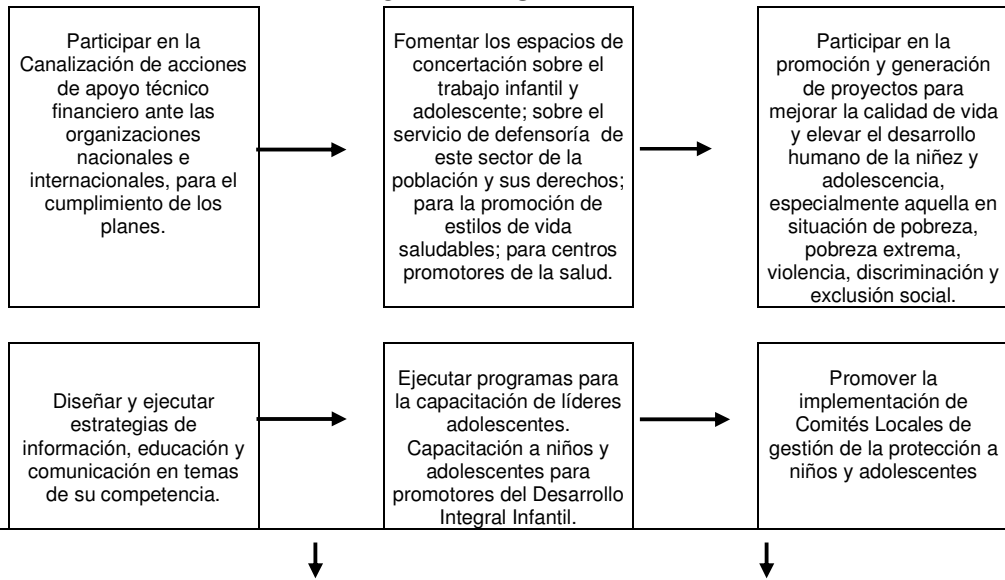 Participar en la
Canalización de acciones
de apoyo técnico
financiero ante las
organizaciones
nacionales e
internacionales, para el
cumplimiento de los
planes.
Fomentar los espacios de
concertación sobre el
trabajo infantil y
adolescente; sobre el
servicio de defensoría de
este sector de la
población y sus derechos;
para la promoción de
estilos de vida
saludables; para centros
promotores de la salud.
Participar en la
promoción y generación
de proyectos para
mejorar la calidad de vida
y elevar el desarrollo
humano de la niñez y
adolescencia,
especialmente aquella en
situación de pobreza,
pobreza extrema,
violencia, discriminación y
exclusión social.
Diseñar y ejecutar
estrategias de
información, educación y
comunicación en temas
de su competencia.
Ejecutar programas para
la capacitación de líderes
adolescentes.
Capacitación a niños y
adolescentes para
promotores del Desarrollo
Integral Infantil.
Promover la
implementación de
Comités Locales de
gestión de la protección a
niños y adolescentes